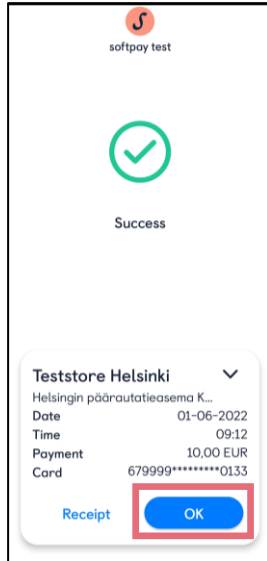 softpay test
Success
Teststore Helsinki
Helsingin päärautatieasema K...
Date 01-06-2022
Time 09:12
Payment 10,00 EUR
Card 679999*********0133
Receipt OK